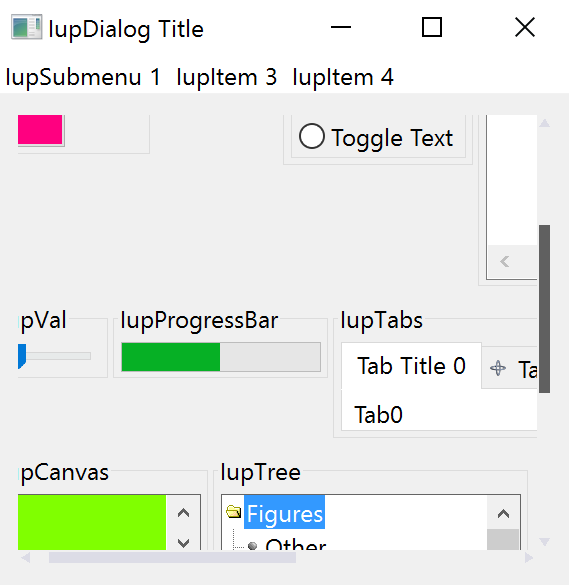 IupDialog Title
IupSubmenu 1 IupItem 3 IupItem 4
Toggle Text
pVal
IupProgressBar
IupTabs
Tab Title 0
Ta
Tab0
pCanvas
IupTree
Figures
Other